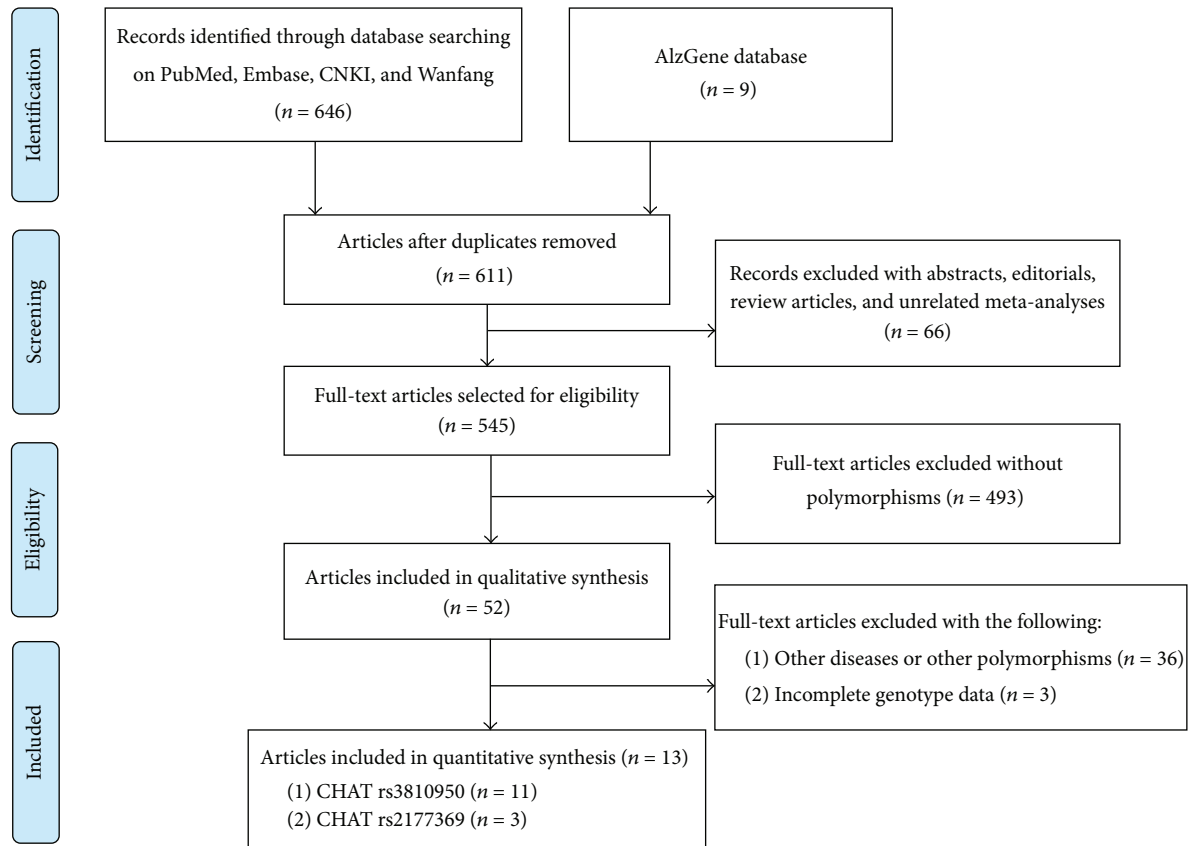 Identification
Records identified through database searching
on PubMed, Embase, CNKI, and Wanfang
(n = 646)
AlzGene database
(n = 9)
Screening
Articles after duplicates removed
(n = 611)
Records excluded with abstracts, editorials,
review articles, and unrelated meta-analyses
(n = 66)
Full-text articles selected for eligibility
(n = 545)
Eligibility
Full-text articles excluded without
polymorphisms (n = 493)
Articles included in qualitative synthesis
(n = 52)
Full-text articles excluded with the following:
(1) Other diseases or other polymorphisms (n = 36)
(2) Incomplete genotype data (n = 3)
Included
Articles included in quantitative synthesis (n = 13)
(1) CHAT rs3810950 (n = 11)
(2) CHAT rs2177369 (n = 3)